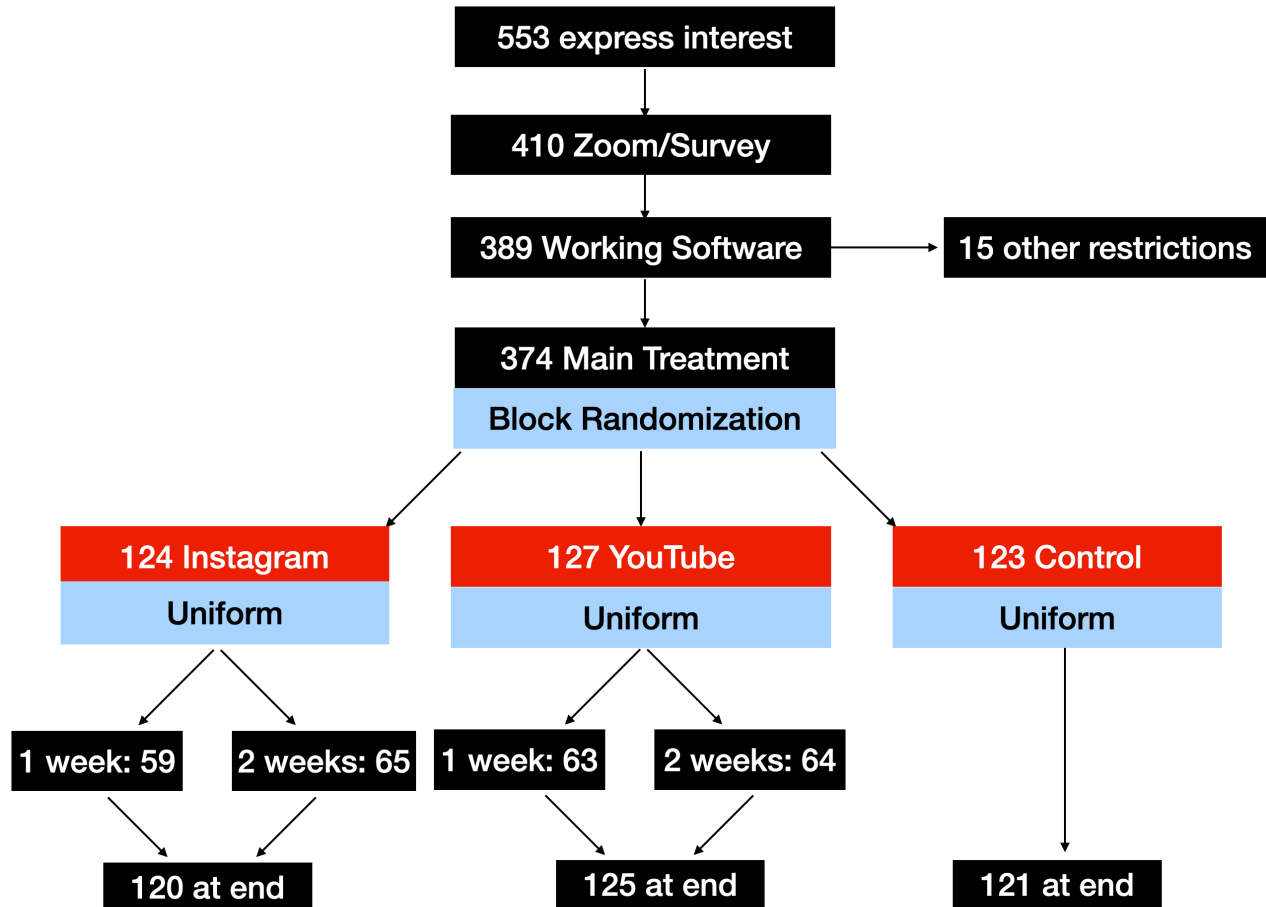 553 express interest
410 Zoom/Survey
389 Working Software
15 other restrictions
374 Main Treatment
Block Randomization
124 Instagram
Uniform
127 YouTube
Uniform
123 Control
Uniform
1 week: 59
2 weeks: 65
1 week: 63
2 weeks: 64
120 at end
125 at end
121 at end